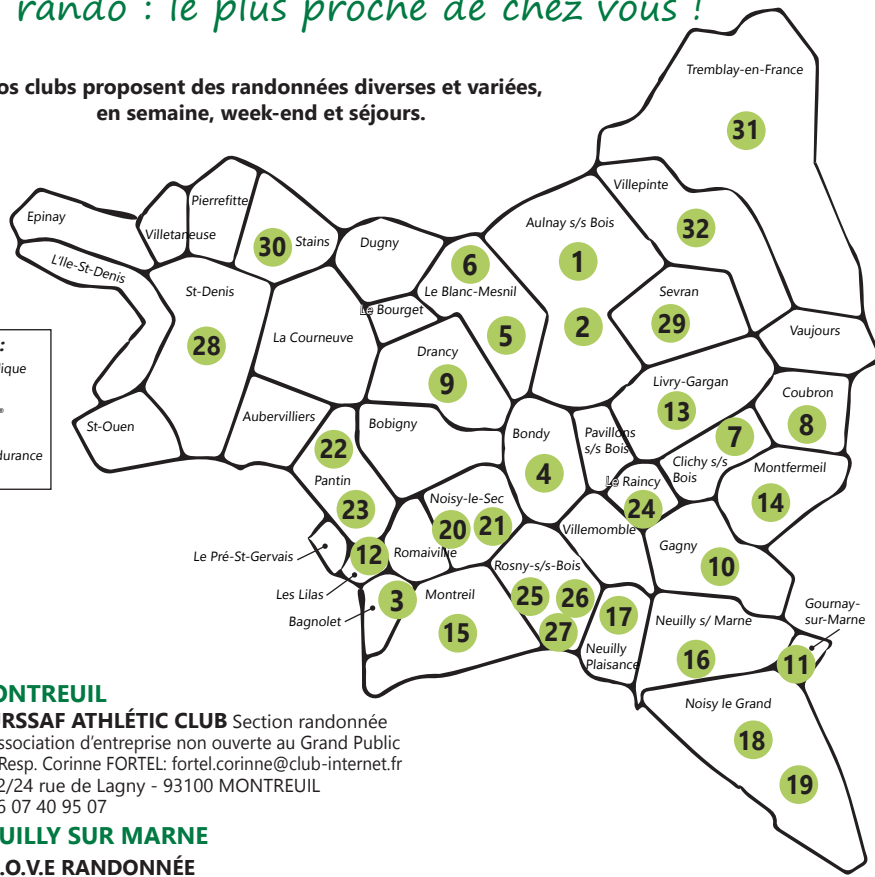 rando : le plus proche de chez vous !
os clubs proposent des randonnées diverses et variées,
en semaine, week-end et séjours.
Tremblay-en-France
31
Villepinte
32
Aulnay s/s Bois
1
2
Sevran
29
Vaujours
Epinay
Villetaneuse
Pierrefitte
30
Stains
Dugny
6
Le Blanc-Mesnil
5
L'Ile-St-Denis
St-Denis
28
La Courneuve
Le Bourget
Drancy
9
Livry-Gargan
13
Coubron
8
:
lique
®
durance
St-Ouen
Aubervilliers
Bobigny
Bondy
4
Pavillons
s/s Bois
7
Clichy s/s
Bois
Montfermeil
14
22
Pantin
23
Noisy-le-Sec
20
21
Le Raincy
24
Villemomble
Gagny
10
Le Pré-St-Gervais
12
Romaiville
Les Lilas
Bagnolet
3
Montreuil
15
Rosny-s/s-Bois
25
26
27
17
Neuilly
Plaisance
Neuilly s/ Marne
16
Gournay-
sur-Marne
11
Noisy le Grand
18
19
ONTREUIL
URSSAF ATHLÉTIC CLUB Section randonnée
ssociation d'entreprise non ouverte au Grand Public
Resp. Corinne FORTEL: fortel.corinne@club-internet.fr
2/24 rue de Lagny - 93100 MONTREUIL
6 07 40 95 07
UILLY SUR MARNE
.O.V.E RANDONNÉE